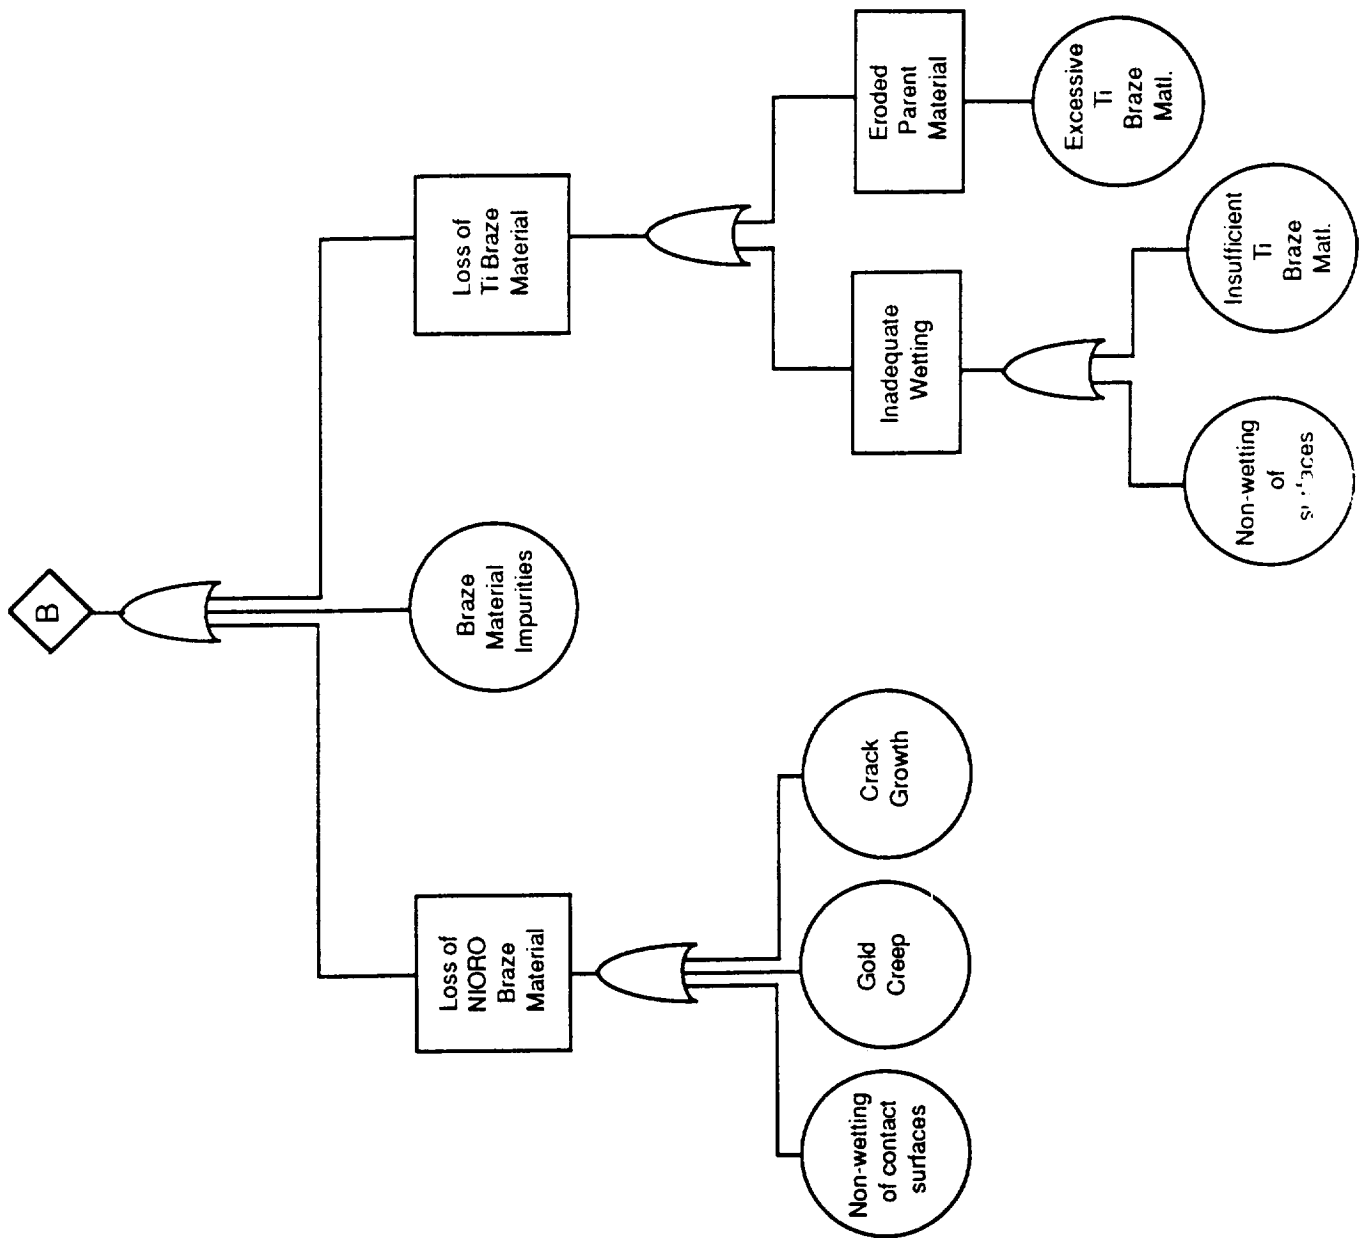 B
Loss of
NIORO
Braze
Material
Braze
Material
Impurities
Loss of
Ti Braze
Material
Non-wetting
of contact
surfaces
Gold
Creep
Crack
Growth
Inadequate
Wetting
Eroded
Parent
Material
Non-wetting
of
Insufficient
Ti
Braze
Matl.
Excessive
Ti
Braze
Matl.